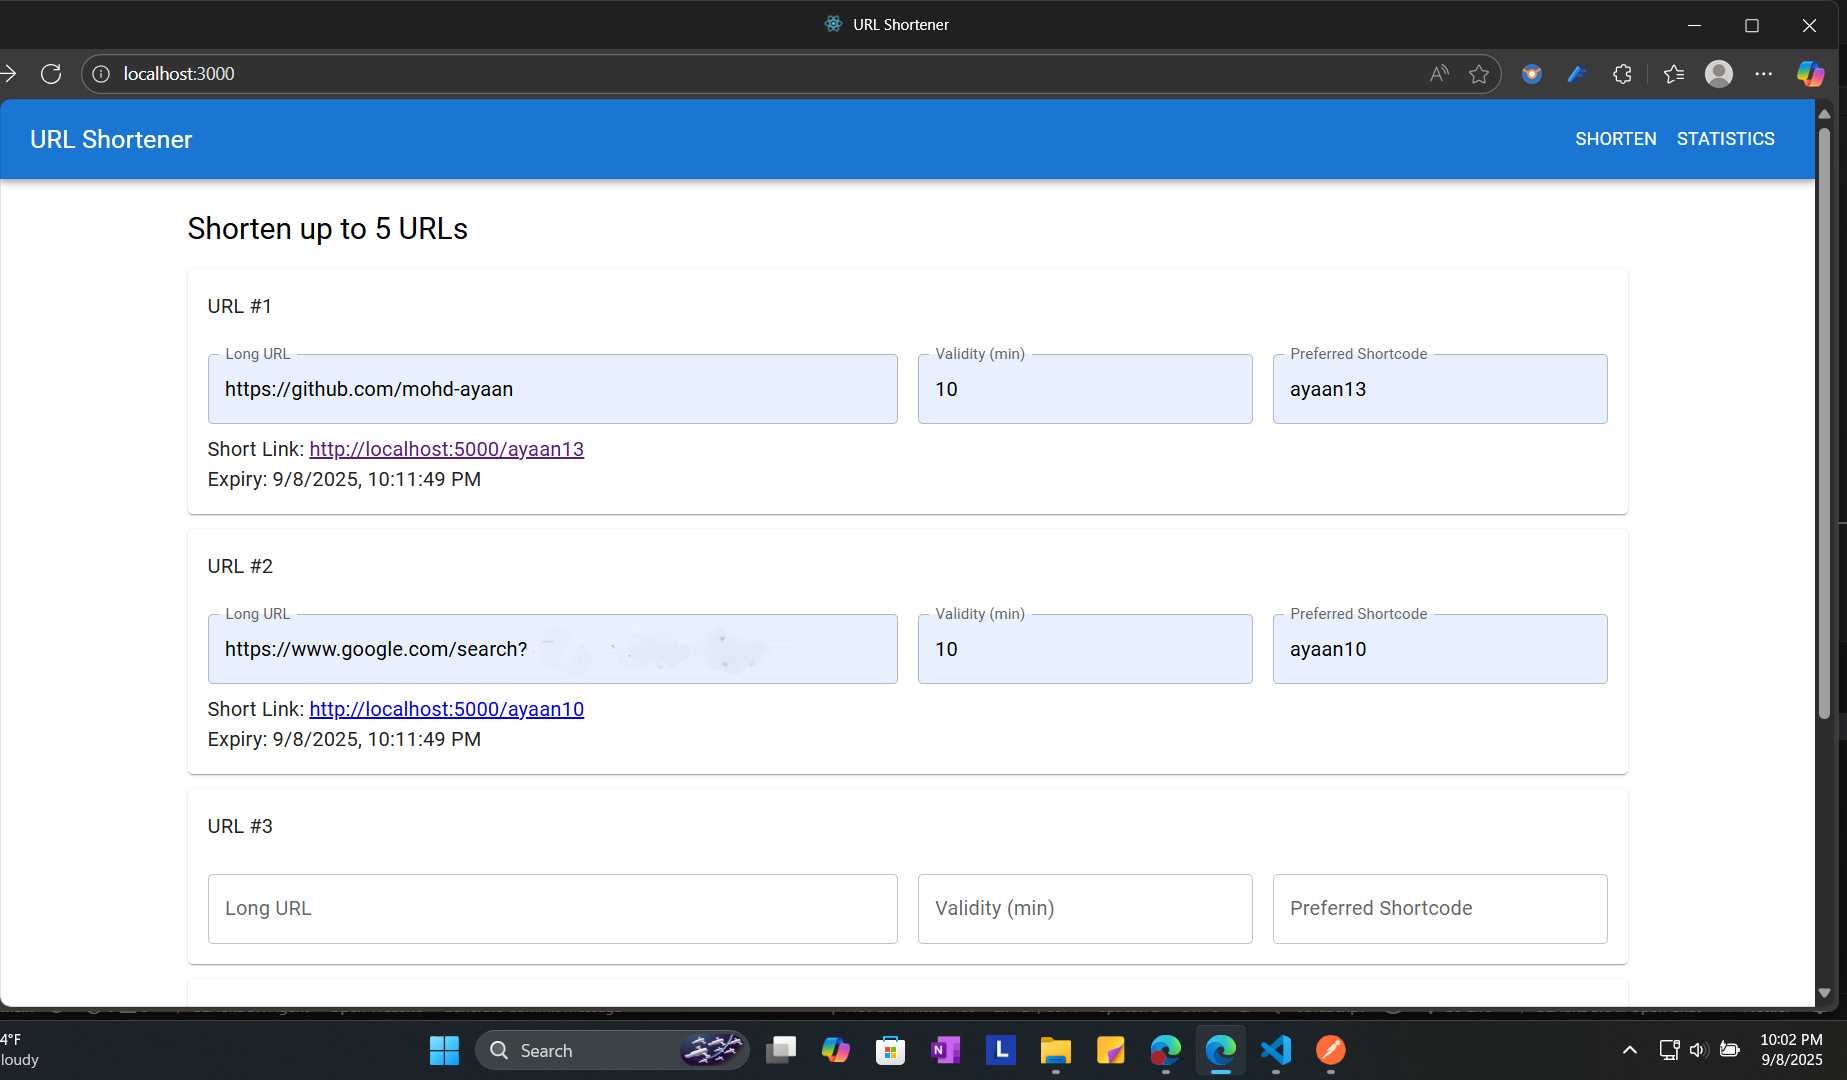 URL Shortener
localhost:3000
URL Shortener
SHORTEN STATISTICS
Shorten up to 5 URLs
URL #1
Long URL Validity (min) Preferred Shortcode
https://github.com/mohd-ayaan 10 ayaan13
Short Link: http://localhost:5000/ayaan13
Expiry: 9/8/2025, 10:11:49 PM
URL #2
Long URL Validity (min) Preferred Shortcode
https://www.google.com/search? 10 ayaan10
Short Link: http://localhost:5000/ayaan10
Expiry: 9/8/2025, 10:11:49 PM
URL #3
Long URL Validity (min) Preferred Shortcode
4°F
loudy
Search
10:02 PM
9/8/2025